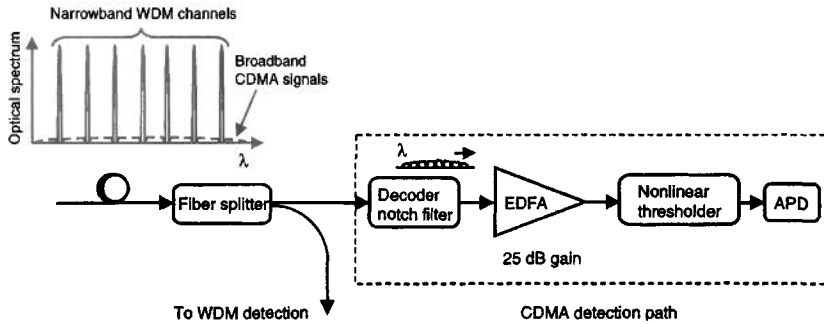 Narrowband WDM channels
Optical spectrum
Broadband
CDMA signals
λ
λ
Fiber splitter
Decoder
notch filter
EDFA
Nonlinear
thresholder
APD
25 dB gain
To WDM detection
CDMA detection path